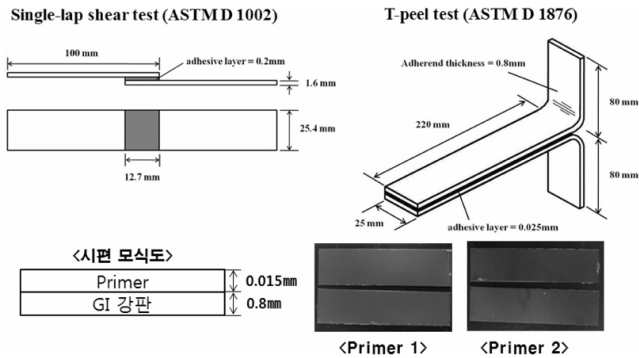 Single-lap shear test (ASTM D 1002)
100 mm
adhesive layer = 0.2mm
1.6 mm
25.4 mm
12.7 mm
T-peel test (ASTM D 1876)
Adherend thickness = 0.8mm
80 mm
220 mm
80 mm
25 mm
adhesive layer = 0.025mm
<시편 모식도>
Primer
0.015mm
GI 강판
0.8mm
<Primer 1>
<Primer 2>